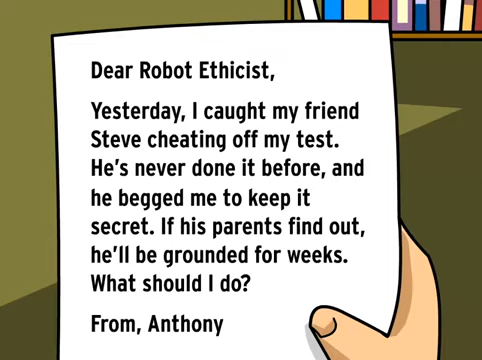 Dear Robot Ethicist,
Yesterday, I caught my friend
Steve cheating off my test.
He's never done it before, and
he begged me to keep it
secret. If his parents find out,
he'll be grounded for weeks.
What should I do?
From, Anthony